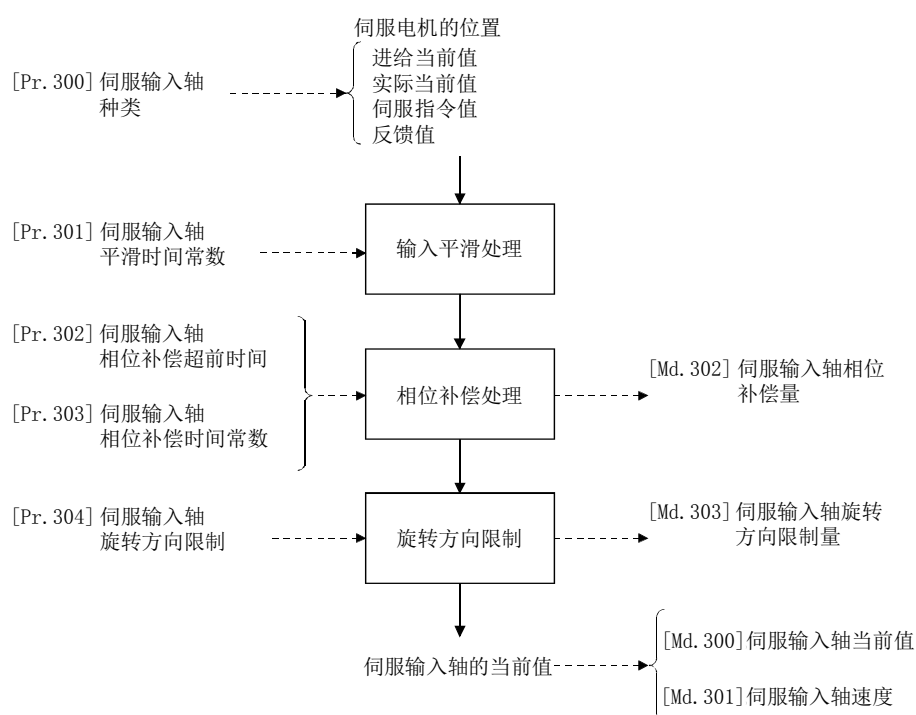 伺服电机的位置
进给当前值
实际当前值
伺服指令值
反馈值
[Pr.300]伺服输入轴
种类
[Pr.301]伺服输入轴
平滑时间常数
输入平滑处理
[Pr.302]伺服输入轴
相位补偿超前时间
[Pr.303]伺服输入轴
相位补偿时间常数
相位补偿处理
[Md.302]伺服输入轴相位
补偿量
[Pr.304]伺服输入轴
旋转方向限制
旋转方向限制
[Md.303]伺服输入轴旋转
方向限制量
伺服输入轴的当前值
[Md.300]伺服输入轴当前值
[Md.301]伺服输入轴速度